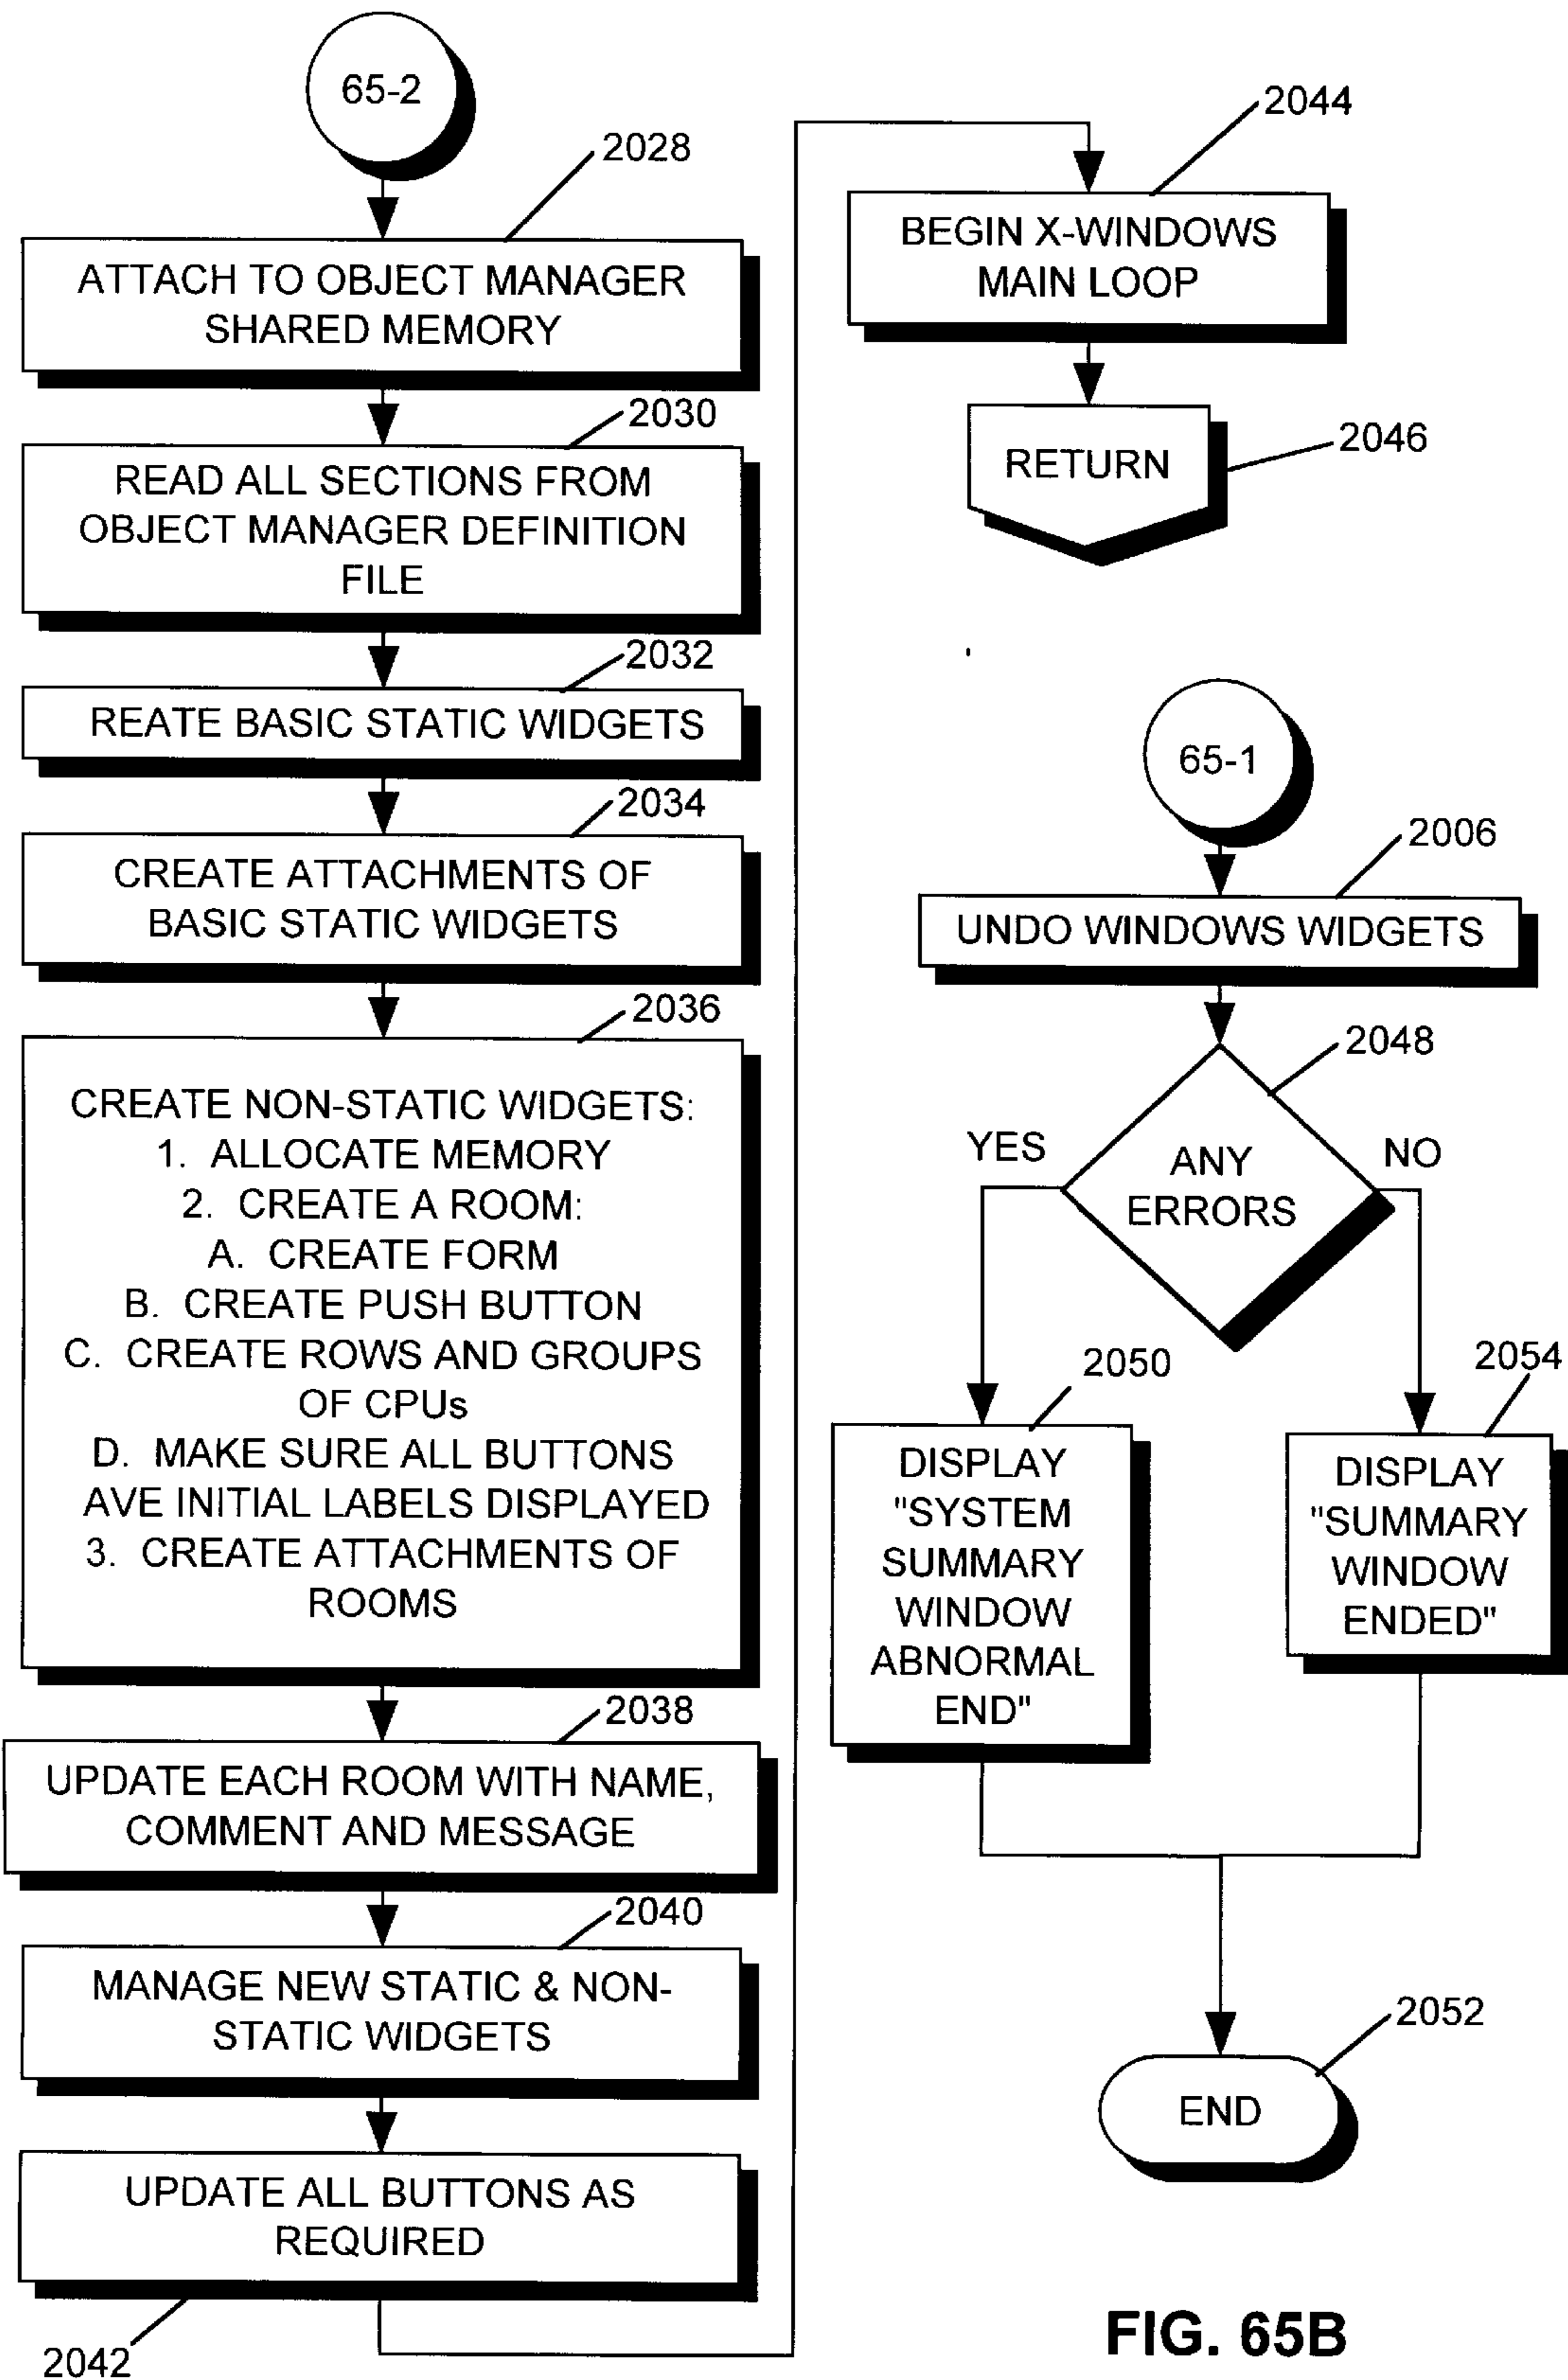 65-2
2028
ATTACH TO OBJECT MANAGER
SHARED MEMORY
2030
READ ALL SECTIONS FROM
OBJECT MANAGER DEFINITION
FILE
2032
REATE BASIC STATIC WIDGETS
2034
CREATE ATTACHMENTS OF
BASIC STATIC WIDGETS
2036
CREATE NON-STATIC WIDGETS:
1. ALLOCATE MEMORY
2. CREATE A ROOM:
A. CREATE FORM
B. CREATE PUSH BUTTON
C. CREATE ROWS AND GROUPS
OF CPUs
D. MAKE SURE ALL BUTTONS
AVE INITIAL LABELS DISPLAYED
3. CREATE ATTACHMENTS OF
ROOMS
2038
UPDATE EACH ROOM WITH NAME,
COMMENT AND MESSAGE
2040
MANAGE NEW STATIC & NON-
STATIC WIDGETS
UPDATE ALL BUTTONS AS
REQUIRED
2042
2044
BEGIN X-WINDOWS
MAIN LOOP
RETURN
2046
65-1
2006
UNDO WINDOWS WIDGETS
2048
ANY
ERRORS
YES
NO
2050
DISPLAY
"SYSTEM
SUMMARY
WINDOW
ABNORMAL
END"
2054
DISPLAY
"SUMMARY
WINDOW
ENDED"
2052
END
FIG. 65B